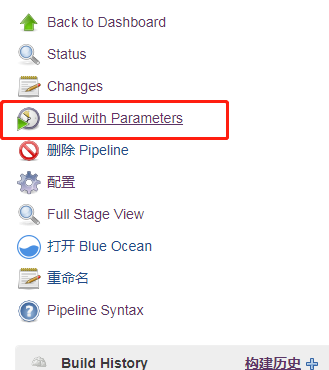 Back to Dashboard
Status
Changes
Build with Parameters
删除 Pipeline
配置
Full Stage View
打开 Blue Ocean
重命名
Pipeline Syntax
Build History 构建历史